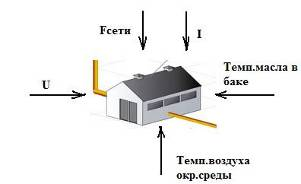 Fсети
I
Темп.масла в
баке
U
Темп.воздуха
окр.среды